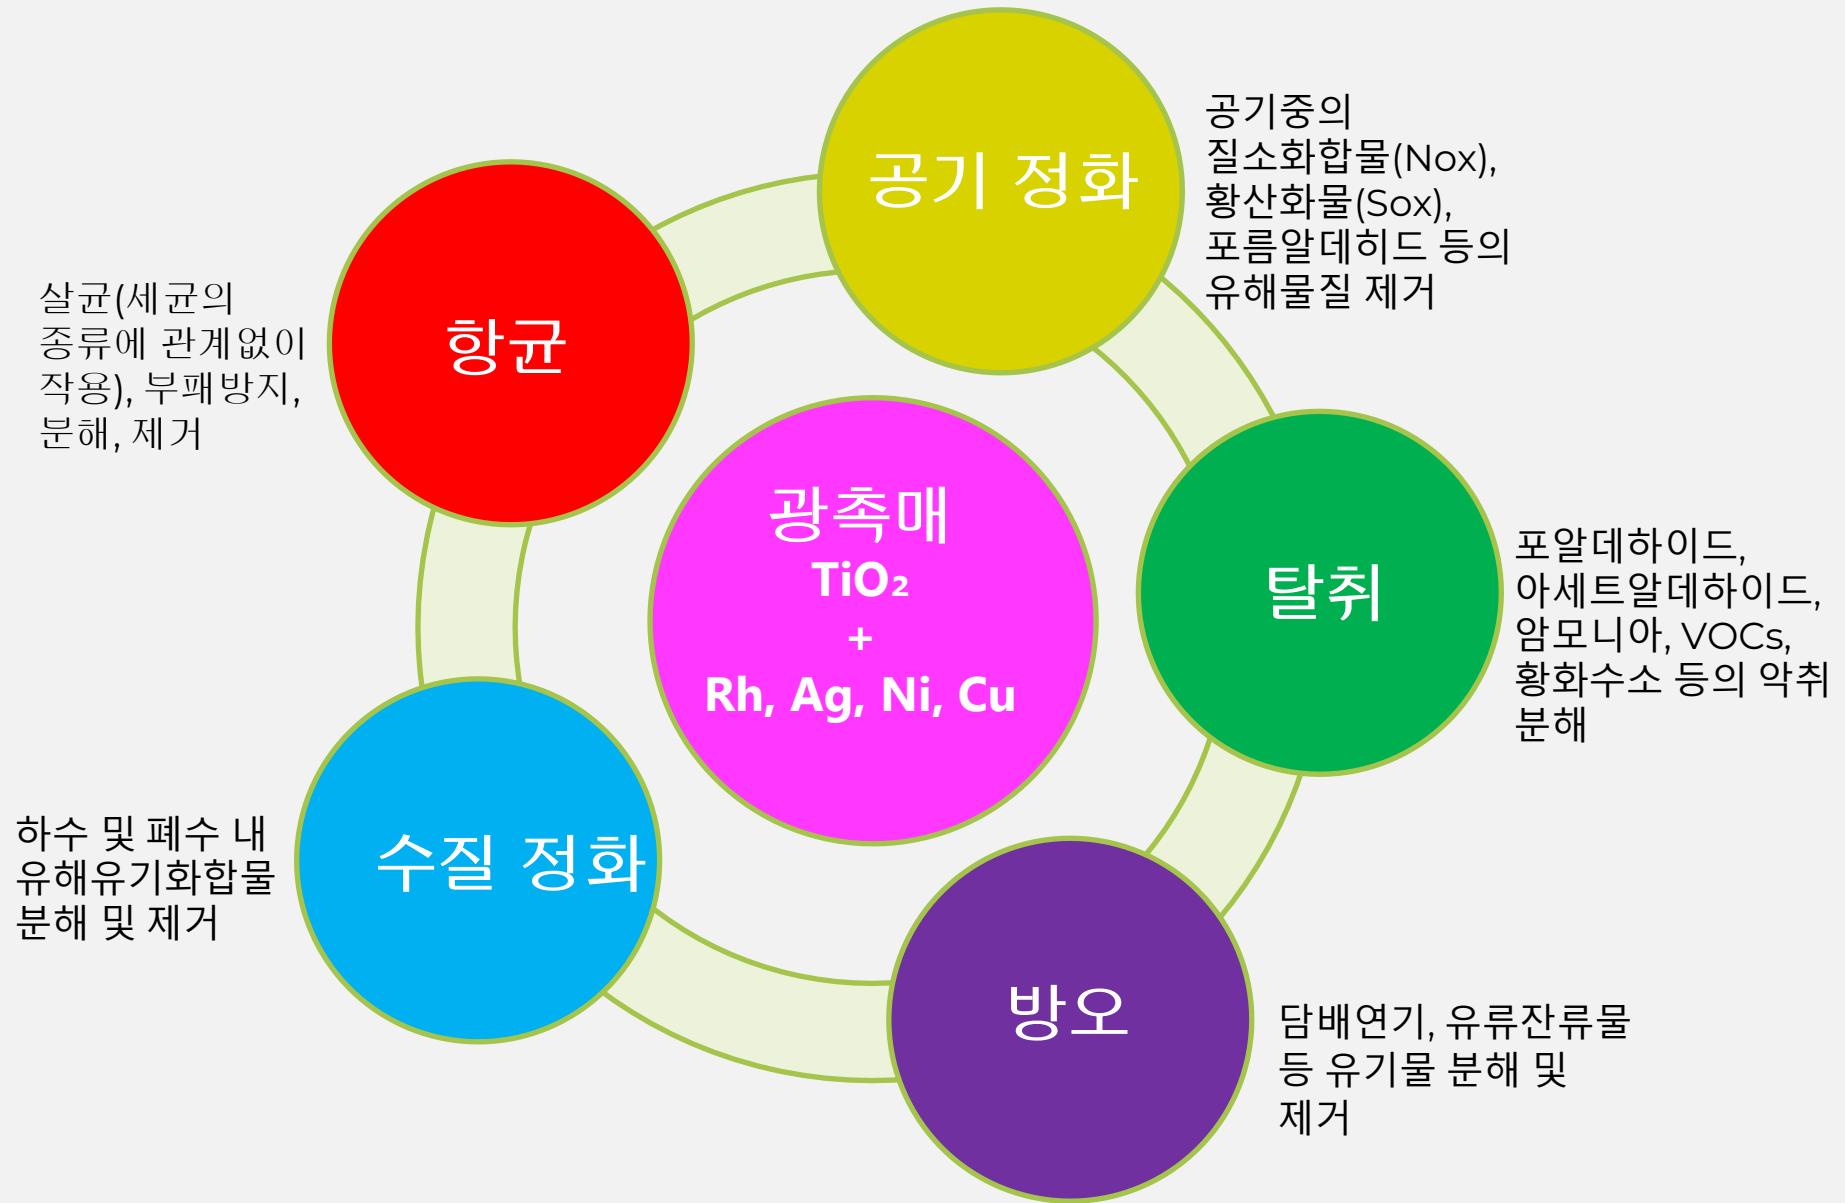 공기 정화
공기중의
질소화합물(Nox),
황산화물(Sox),
포름알데히드 등의
유해물질 제거
항균
살균(세균의
종류에 관계없이
작용), 부패방지,
분해, 제거
광촉매
TiO₂
+
Rh, Ag, Ni, Cu
탈취
포알데하이드,
아세트알데하이드,
암모니아, VOCs,
황화수소 등의 악취
분해
수질 정화
하수 및 폐수 내
유해유기화합물
분해 및 제거
방오
담배연기, 유류잔류물
등 유기물 분해 및
제거